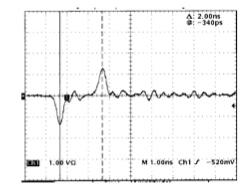 Δ: 2.00ns
@: -340ps
Ch1 1.00 VΩ M 1.00ns Ch1 ∫ -520mV